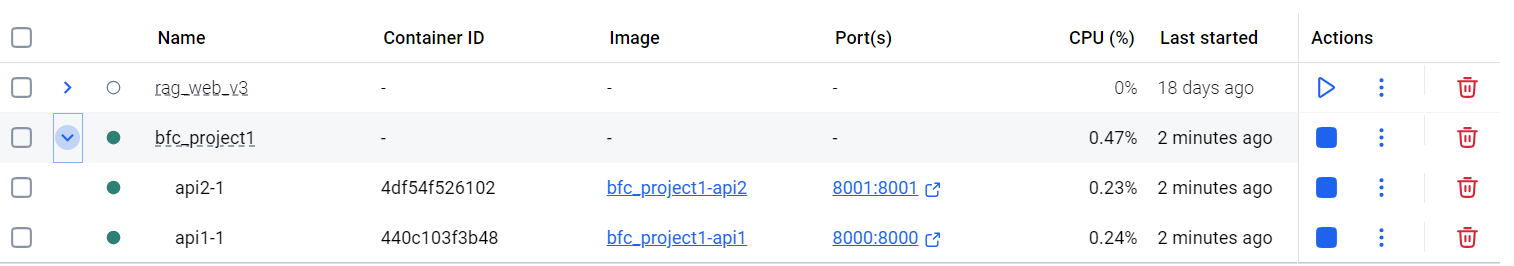 Name Container ID Image Port(s) CPU (%) Last started Actions
rag_web_v3 - - - 0% 18 days ago
bfc_project1 - - - 0.47% 2 minutes ago
api2-1 4df54f526102 bfc_project1-api2 8001:8001 0.23% 2 minutes ago
api1-1 440c103f3b48 bfc_project1-api1 8000:8000 0.24% 2 minutes ago